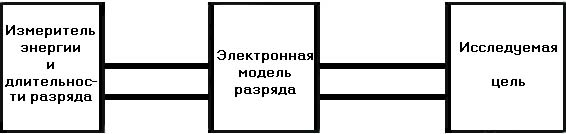 Измеритель
энергии
и
длительнос-
ти разряда
Электронная
модель
разряда
Исследуемая
цель